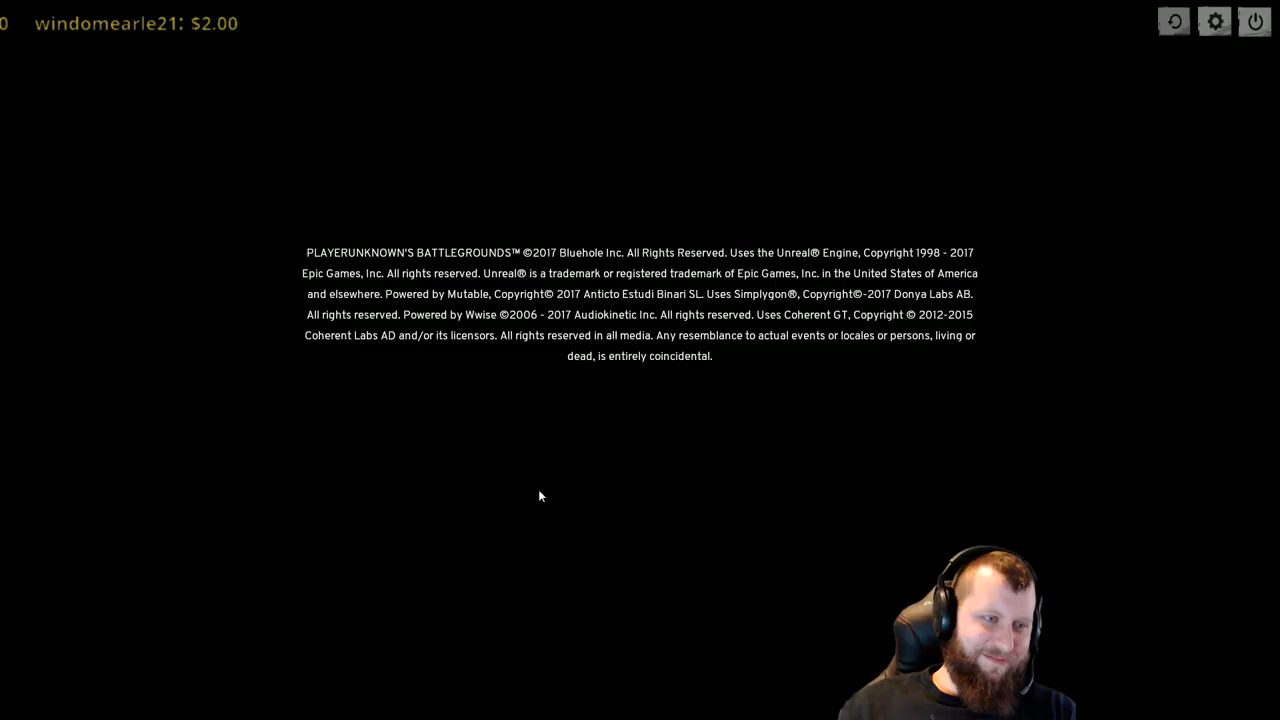 0 windomearle21: $2.00
PLAYERUNKNOWN'S BATTLEGROUNDS™ ©2017 Bluehole Inc. All Rights Reserved. Uses the Unreal® Engine, Copyright 1998 - 2017
Epic Games, Inc. All rights reserved. Unreal® is a trademark or registered trademark of Epic Games, Inc. in the United States of America
and elsewhere. Powered by Mutable, Copyright© 2017 Anticto Estudi Binari SL. Uses Simplygon®, Copyright©-2017 Donya Labs AB.
All rights reserved. Powered by Wwise ©2006 - 2017 Audiokinetic Inc. All rights reserved. Uses Coherent GT, Copyright © 2012-2015
Coherent Labs AD and/or its licensors. All rights reserved in all media. Any resemblance to actual events or locales or persons, living or
dead, is entirely coincidental.